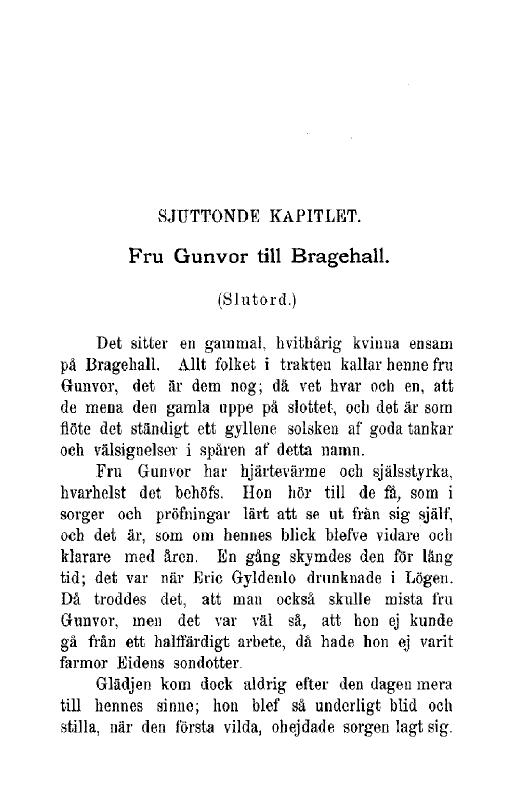 SJUTTONDE KAPITLET.
Fru Gunvor till Bragehall.
(Slutord.)
Det sitter en gammal, hvithårig kvinna ensam
på Bragehall. Allt folket i trakten kallar henne fru
Gunvor, det är dem nog; då vet hvar och en, att
de mena den gamla uppe på slottet, och det är som
flöte det ständigt ett gyllene solsken af goda tankar
och välsignelser i spåren af detta namn.
Fru Gunvor har hjärtevärme och själsstyrka,
hvarhelst det behöfs. Hon hör till de få, som i
sorger och pröfningar lärt att se ut från sig själf,
och det är, som om hennes blick blefve vidare och
klarare med åren. En gång skymdes den för lång
tid; det var när Eric Gyldenlo drunknade i Lögen.
Då troddes det, att man också skulle mista fru
Gunvor, men det var väl så, att hon ej kunde
gå från ett halffärdigt arbete, då hade hon ej varit
farmor Eidens sondotter.
Glädjen kom dock aldrig efter den dagen mera
till hennes sinne; hon blef så underligt blid och
stilla, när den första vilda, ohejdade sorgen lagt sig.